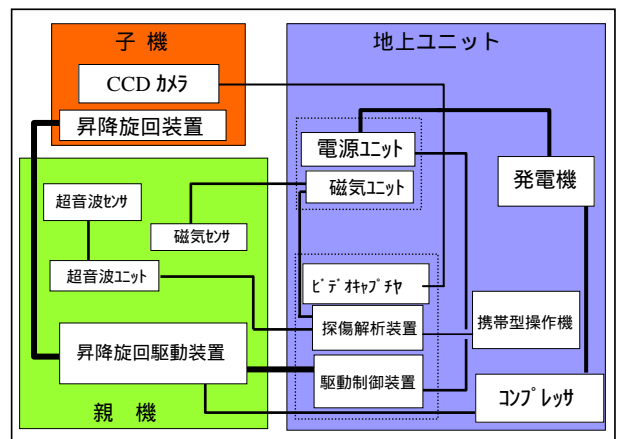 子 機
CCD ｶﾒﾗ
昇降旋回装置
超音波ｾﾝｻ
磁気ｾﾝｻ
超音波ﾕﾆｯﾄ
昇降旋回駆動装置
親 機
地上ユニット
電源ﾕﾆｯﾄ
磁気ﾕﾆｯﾄ
発電機
ﾋﾞﾃﾞｵｷｬﾌﾟﾁﾔ
探傷解析装置
携帯型操作機
駆動制御装置
ｺﾝﾌﾟﾚｯｻ